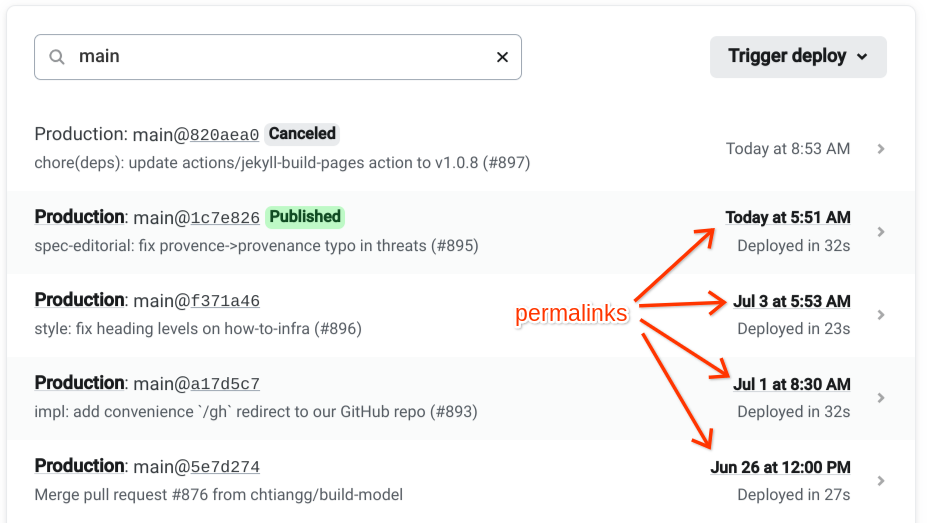 main
Trigger deploy
Production: main@820aea0 Canceled
chore(deps): update actions/jekyll-build-pages action to v1.0.8 (#897)
Today at 8:53 AM
Production: main@1c7e826 Published
spec-editorial: fix provence->provenance typo in threats (#895)
Today at 5:51 AM
Deployed in 32s
Production: main@f371a46
style: fix heading levels on how-to-infra (#896)
Jul 3 at 5:53 AM
Deployed in 23s
permalinks
Production: main@a17d5c7
impl: add convenience `/gh` redirect to our GitHub repo (#893)
Jul 1 at 8:30 AM
Deployed in 32s
Production: main@5e7d274
Merge pull request #876 from chtiangg/build-model
Jun 26 at 12:00 PM
Deployed in 27s